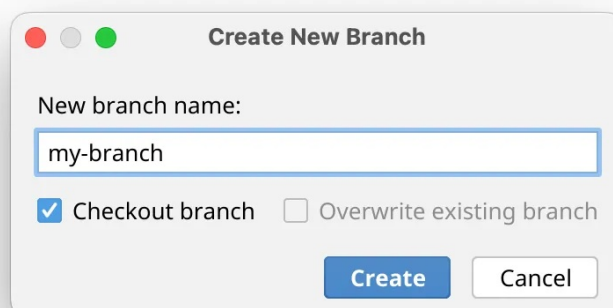 Create New Branch
New branch name:
my-branch
Checkout branch Overwrite existing branch
Create Cancel